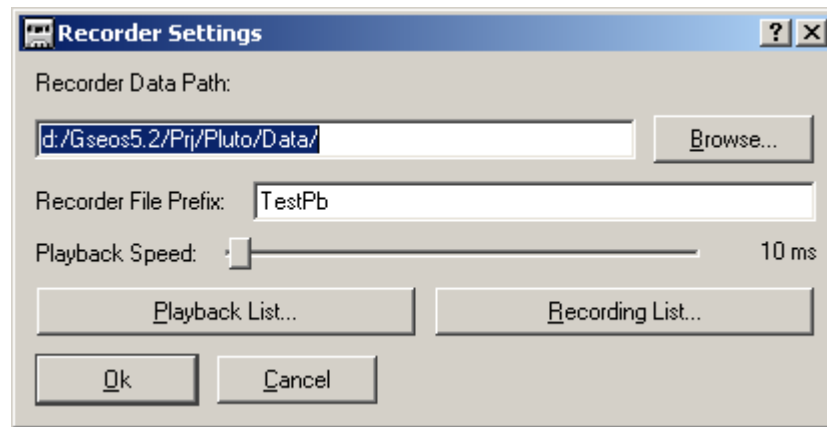 Recorder Settings
Recorder Data Path:
d:/Gseos5.2/Prj/Pluto/Data/
Browse...
Recorder File Prefix: TestPb
Playback Speed: 10 ms
Playback List... Recording List...
Ok Cancel